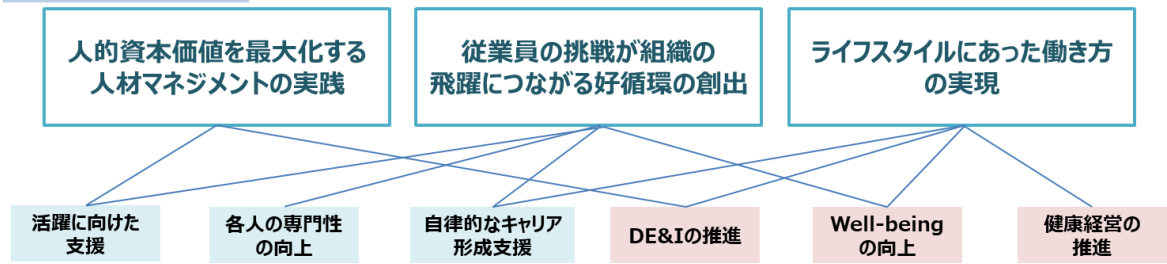 人的資本価値を最大化する
人材マネジメントの実践
従業員の挑戦が組織の
飛躍につながる好循環の創出
ライフスタイルにあった働き方
の実現
活躍に向けた
支援
各人の専門性
の向上
自律的なキャリア
形成支援
DE&Iの推進
Well-being
の向上
健康経営の
推進